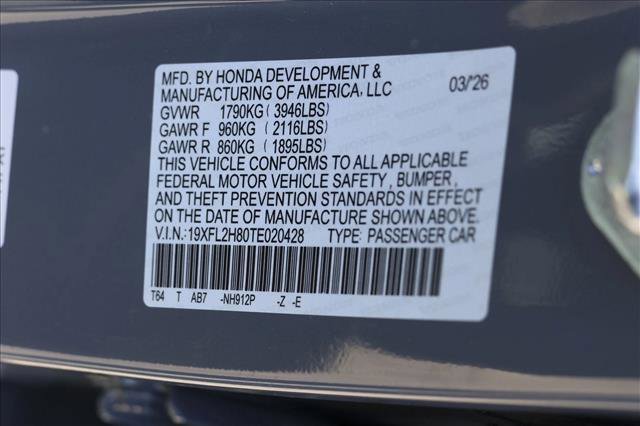 MFD. BY HONDA DEVELOPMENT &
MANUFACTURING OF AMERICA, LLC 03/'26
GVWR 1790KG (3946LBS)
GAWR F 960KG (2116LBS)
GAWR R 860KG (1895LBS)
THIS VEHICLE CONFORMS TO ALL APPLICABLE
FEDERAL MOTOR VEHICLE SAFETY, BUMPER,
AND THEFT PREVENTION STANDARDS IN EFFECT
ON THE DATE OF MANUFACTURE SHOWN ABOVE.
V.I.N.:19XFL2H80TE020428 TYPE: PASSENGER CAR
T64 T AB7 -NH912P -Z -E